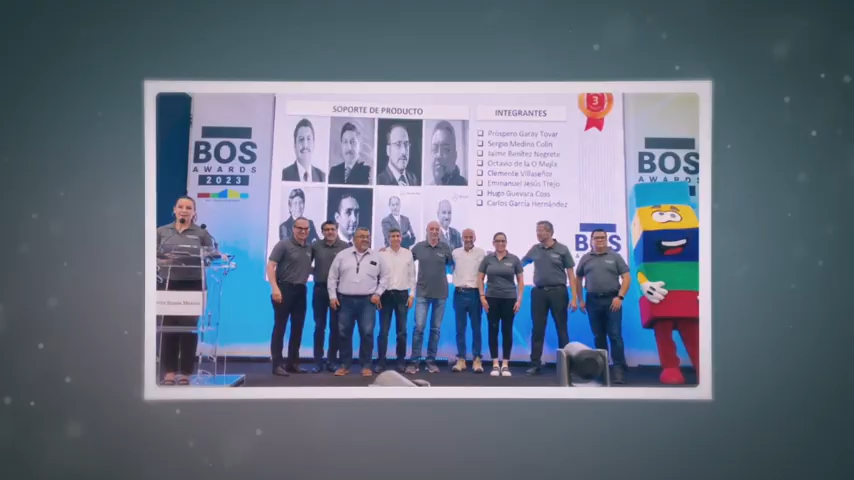 SOPORTE DE PRODUCTO
INTEGRANTES
3
Próspero Garay Tovar
Sergio Medina Colín
Jaime Benítez Negrete
Octavio de la O Mejía
Clemente Villaseñor
Emmanuel Jesús Trejo
Hugo Guevara Coss
Carlos García Hernández
BOS
AWARDS
2023
BOS
AWARDS
BOS